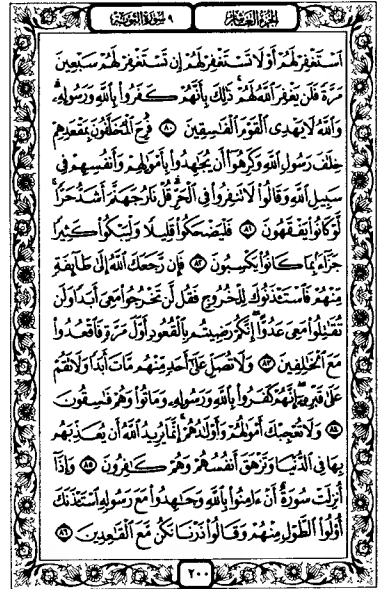 الجزء العاشر
٩ سورة التوبة
ٱسۡتَغۡفِرۡ لَهُمۡ أَوۡ لَا تَسۡتَغۡفِرۡ لَهُمۡ إِن تَسۡتَغۡفِرۡ لَهُمۡ سَبۡعِينَ
مَرَّةٗ فَلَن يَغۡفِرَ ٱللَّهُ لَهُمۡۚ ذَٰلِكَ بِأَنَّهُمۡ كَفَرُواْ بِٱللَّهِ وَرَسُولِهِۦۗ
وَٱللَّهُ لَا يَهۡدِي ٱلۡقَوۡمَ ٱلۡفَٰسِقِينَ ٨٠ فَرِحَ ٱلۡمُخَلَّفُونَ بِمَقۡعَدِهِمۡ
خِلَٰفَ رَسُولِ ٱللَّهِ وَكَرِهُوٓاْ أَن يُجَٰهِدُواْ بِأَمۡوَٰلِهِمۡ وَأَنفُسِهِمۡ فِي
سَبِيلِ ٱللَّهِ وَقَالُواْ لَا تَنفِرُواْ فِي ٱلۡحَرِّۗ قُلۡ نَارُ جَهَنَّمَ أَشَدُّ حَرّٗاۚ
لَّوۡ كَانُواْ يَفۡقَهُونَ ٨١ فَلۡيَضۡحَكُواْ قَلِيلٗا وَلۡيَبۡكُواْ كَثِيرٗا
جَزَآءَۢ بِمَا كَانُواْ يَكۡسِبُونَ ٨٢ فَإِن رَّجَعَكَ ٱللَّهُ إِلَىٰ طَآئِفَةٖ
مِّنۡهُمۡ فَٱسۡتَـٔۡذَنُوكَ لِلۡخُرُوجِ فَقُل لَّن تَخۡرُجُواْ مَعِيَ أَبَدٗا وَلَن
تُقَٰتِلُواْ مَعِيَ عَدُوًّاۖ إِنَّكُمۡ رَضِيتُم بِٱلۡقُعُودِ أَوَّلَ مَرَّةٖ فَٱقۡعُدُواْ
مَعَ ٱلۡخَٰلِفِينَ ٨٣ وَلَا تُصَلِّ عَلَىٰٓ أَحَدٖ مِّنۡهُم مَّاتَ أَبَدٗا وَلَا تَقُمۡ
عَلَىٰ قَبۡرِهِۦٓۖ إِنَّهُمۡ كَفَرُواْ بِٱللَّهِ وَرَسُولِهِۦ وَمَاتُواْ وَهُمۡ فَٰسِقُونَ
٨٤ وَلَا تُعۡجِبۡكَ أَمۡوَٰلُهُمۡ وَأَوۡلَٰدُهُمۡۚ إِنَّمَا يُرِيدُ ٱللَّهُ أَن يُعَذِّبَهُم
بِهَا فِي ٱلدُّنۡيَا وَتَزۡهَقَ أَنفُسُهُمۡ وَهُمۡ كَٰفِرُونَ ٨٥ وَإِذَآ
أُنزِلَتۡ سُورَةٌ أَنۡ ءَامِنُواْ بِٱللَّهِ وَجَٰهِدُواْ مَعَ رَسُولِهِ ٱسۡتَـٔۡذَنَكَ
أُوْلُواْ ٱلطَّوۡلِ مِنۡهُمۡ وَقَالُواْ ذَرۡنَا نَكُن مَّعَ ٱلۡقَٰعِدِينَ ٨٦
٢٠٠